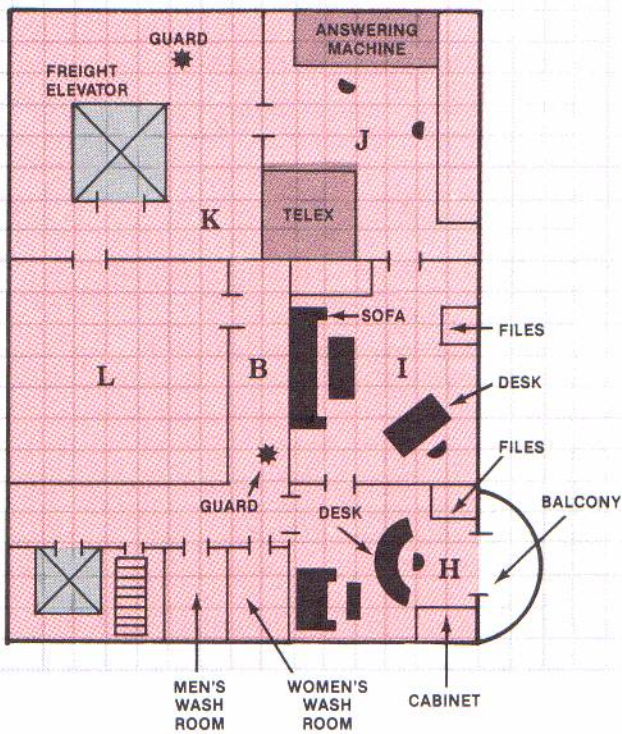 GUARD
ANSWERING
MACHINE
FREIGHT
ELEVATOR
J
K
TELEX
SOFA
FILES
L
B
I
DESK
FILES
GUARD
DESK
BALCONY
H
MEN'S
WASH
ROOM
WOMEN'S
WASH
ROOM
CABINET